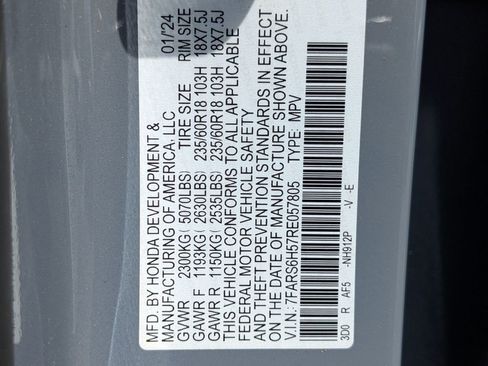 MFD. BY HONDA DEVELOPMENT & 01/'24
MANUFACTURING OF AMERICA, LLC
GVWR 2300KG( 5070LBS) TIRE SIZE RIM SIZE
GAWR F 1193KG( 2630LBS) 235/60R18 103H 18X7.5J
GAWR R 1150KG( 2535LBS) 235/60R18 103H 18X7.5J
THIS VEHICLE CONFORMS TO ALL APPLICABLE
FEDERAL MOTOR VEHICLE SAFETY
AND THEFT PREVENTION STANDARDS IN EFFECT
ON THE DATE OF MANUFACTURE SHOWN ABOVE.
V.I.N.: 7FARS6H57RE057805 TYPE: MPV
3D0 R AF5 -NH912P -V -E